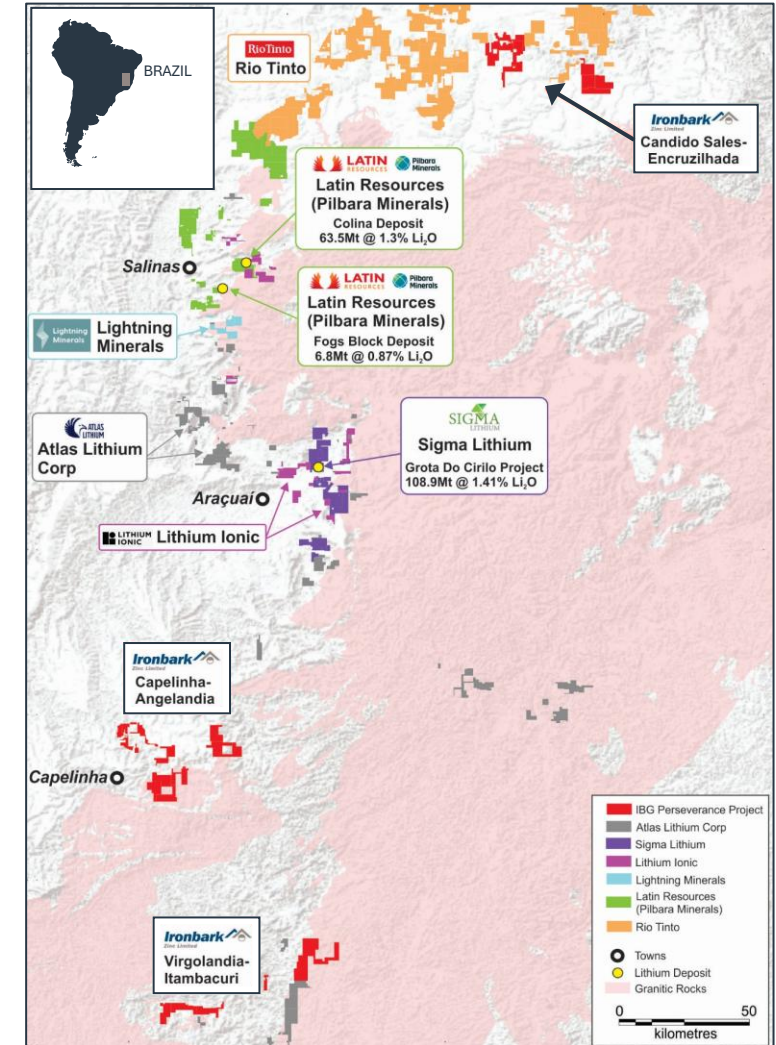 BRAZIL
RioTinto
Rio Tinto
Ironbark
Zinc Limited
Candido Sales-
Encruzilhada
LATIN
RESOURCES
Pilbara
Minerals
Latin Resources
(Pilbara Minerals)
Colina Deposit
63.5Mt @ 1.3% Li₂O
Salinas
LATIN
RESOURCES
Pilbara
Minerals
Latin Resources
(Pilbara Minerals)
Fogs Block Deposit
6.8Mt @ 0.87% Li₂O
Lightning
Minerals
Lightning
Minerals
ATLAS
LITHIUM
Atlas Lithium
Corp
SIGMA
LITHIUM
Sigma Lithium
Grota Do Cirilo Project
108.9Mt @ 1.41% Li₂O
Araçuaí
LITHIUM
IONIC
Lithium Ionic
Ironbark
Zinc Limited
Capelinha-
Angelandia
Capelinha
Ironbark
Zinc Limited
Virgolandia-
Itambacuri
IBG Perseverance Project
Atlas Lithium Corp
Sigma Lithium
Lithium Ionic
Lightning Minerals
Latin Resources
(Pilbara Minerals)
Rio Tinto
Towns
Lithium Deposit
Granitic Rocks
0 50
kilometres